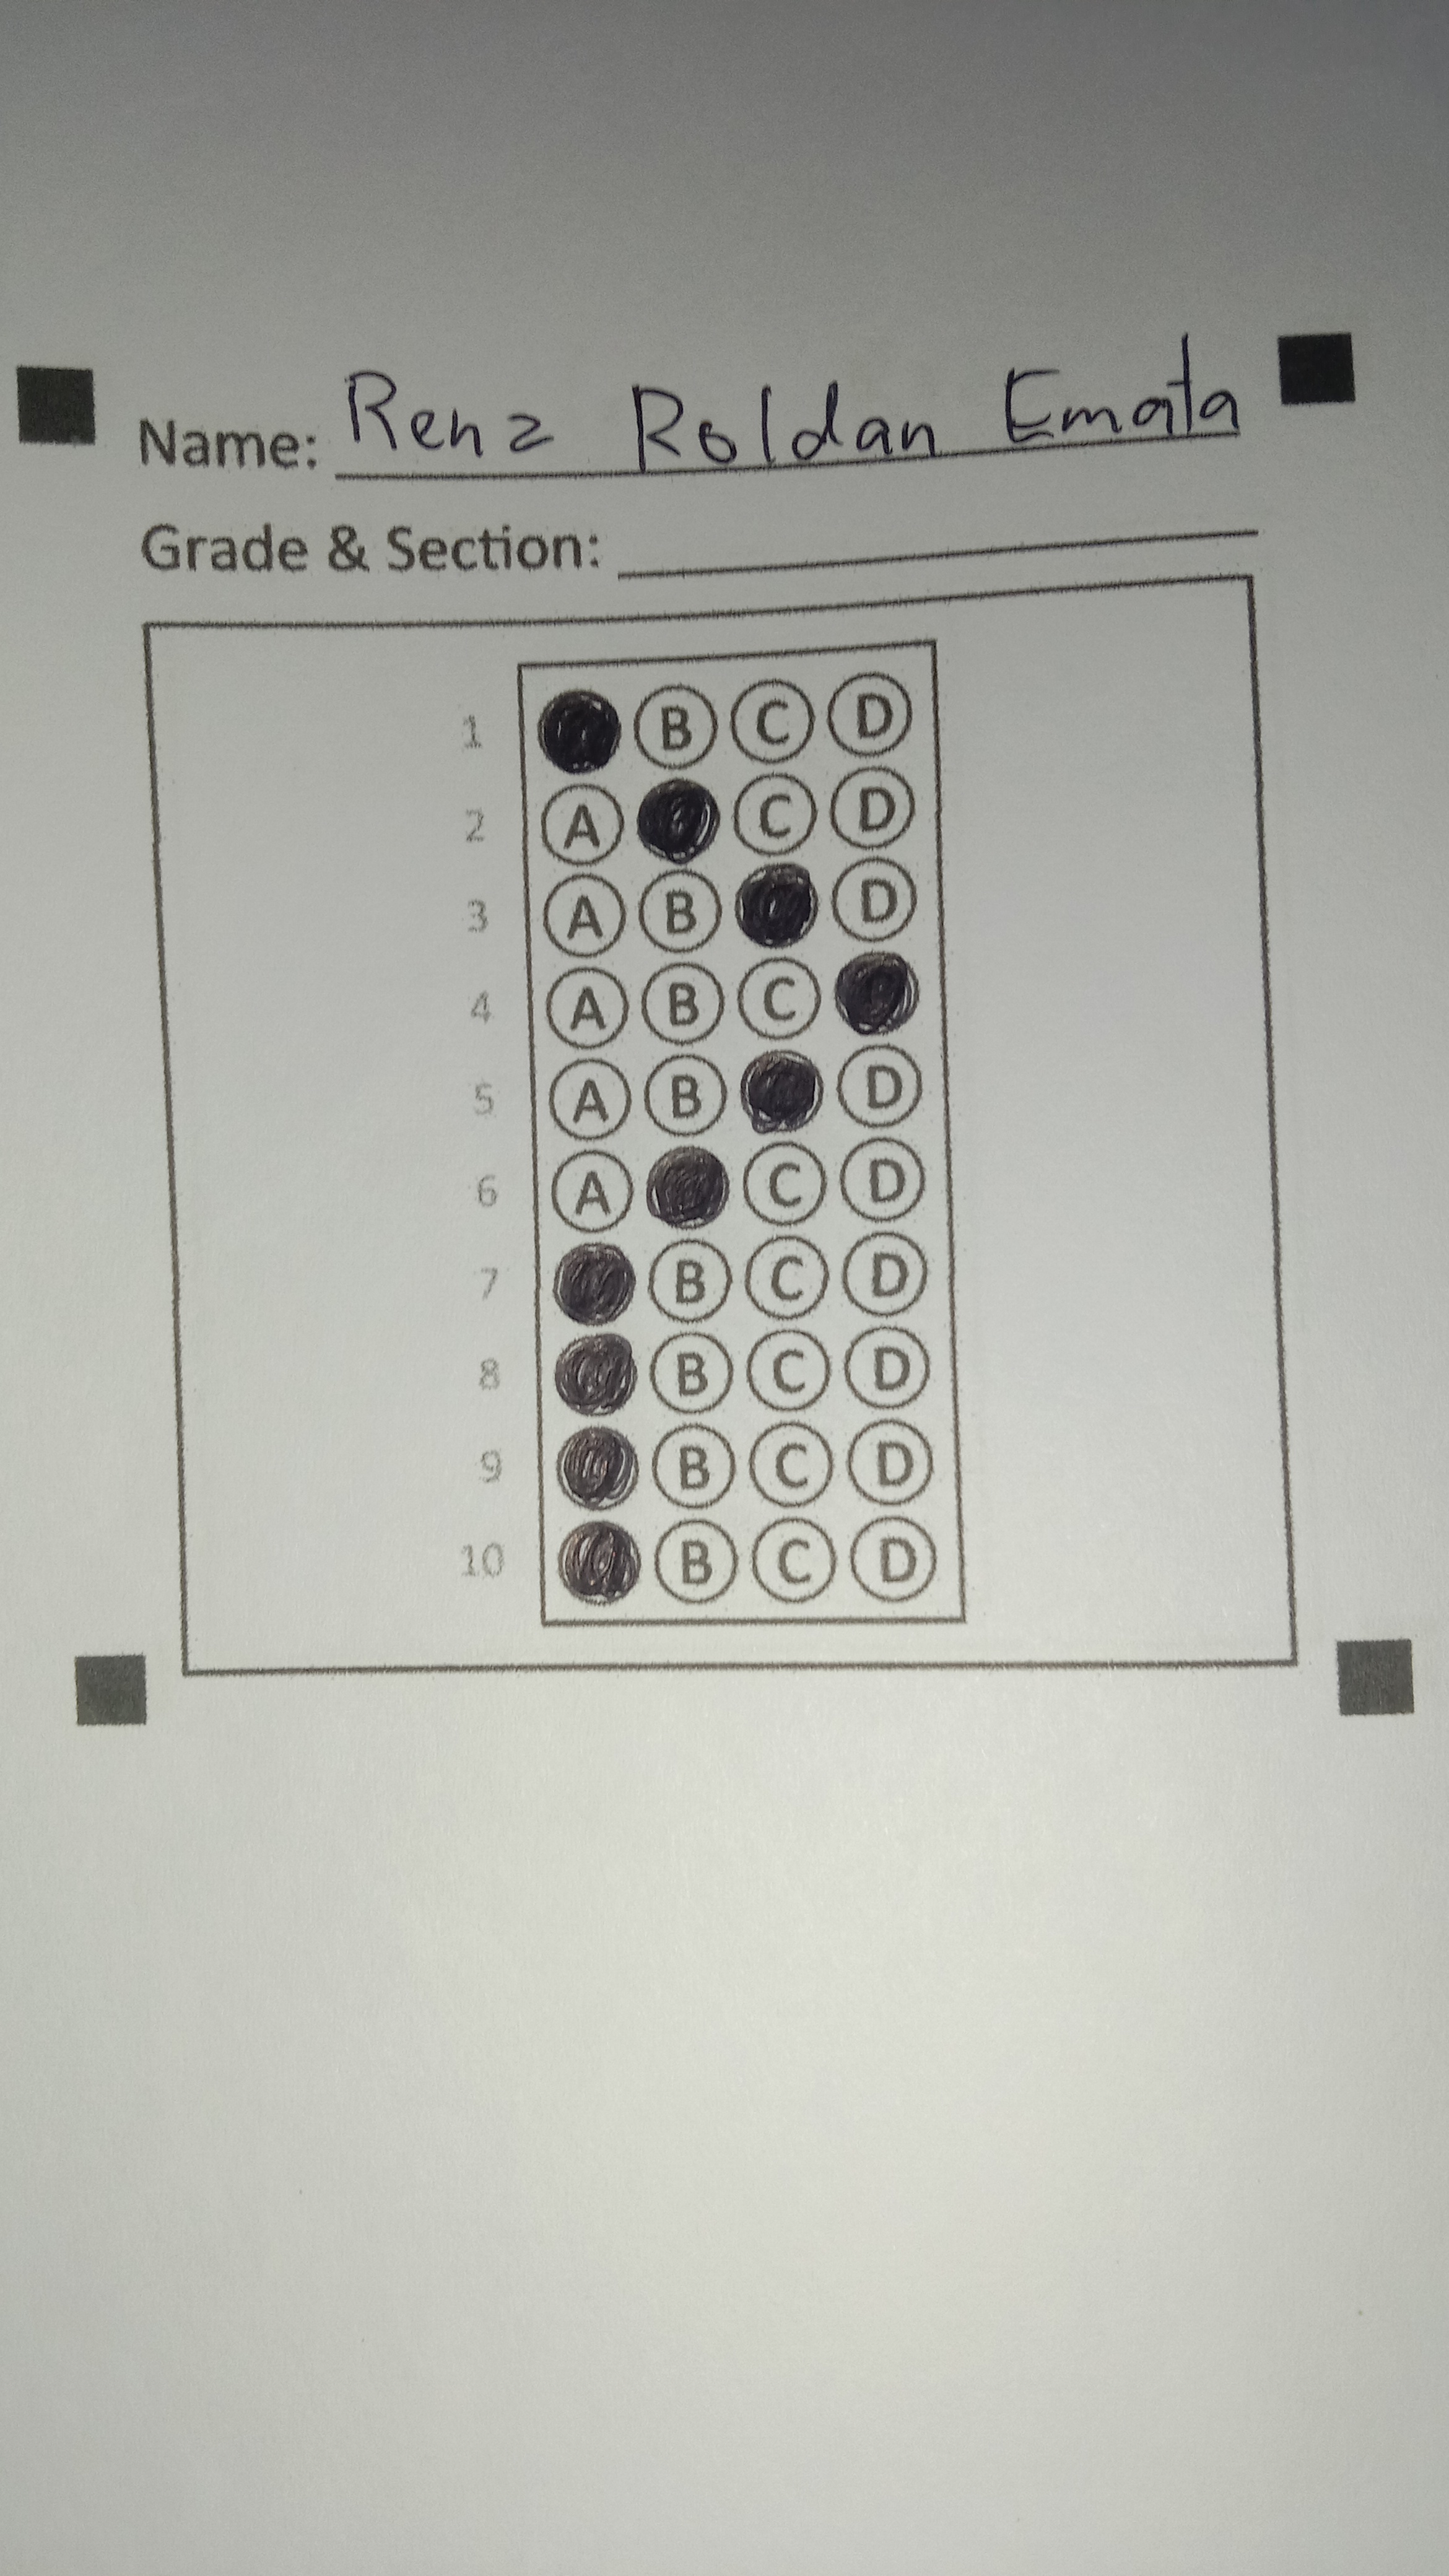 Name: Renz Roldan Emata
Grade & Section:
1 B C D
2 A C D
3 A B D
4 A B C
5 A B D
6 A C D
7 B C D
8 B C D
9 B C D
10 B C D